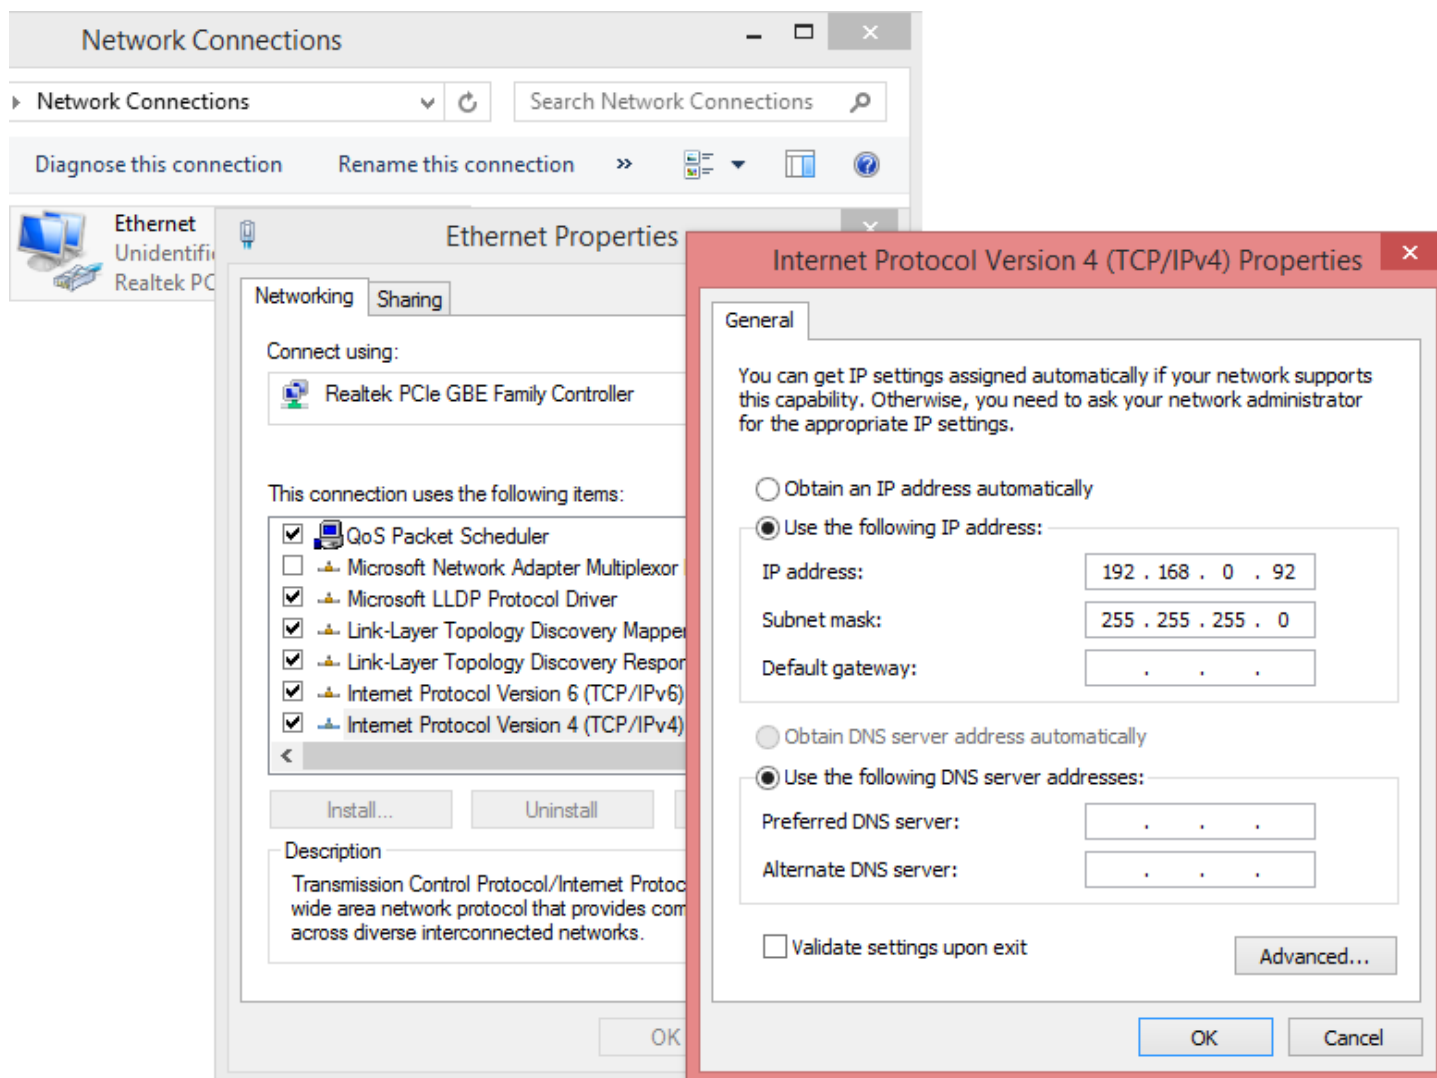 Network Connections
Network Connections
Search Network Connections
Diagnose this connection
Rename this connection
»
Ethernet
Unidentifi
Realtek PC
Ethernet Properties
Networking
Sharing
Connect using:
Realtek PCIe GBE Family Controller
This connection uses the following items:
QoS Packet Scheduler
Microsoft Network Adapter Multiplexor
Microsoft LLDP Protocol Driver
Link-Layer Topology Discovery Mapper
Link-Layer Topology Discovery Respon
Internet Protocol Version 6 (TCP/IPv6)
Internet Protocol Version 4 (TCP/IPv4)
Install...
Uninstall
Description
Transmission Control Protocol/Internet Protoc
wide area network protocol that provides com
across diverse interconnected networks.
OK
Internet Protocol Version 4 (TCP/IPv4) Properties
General
You can get IP settings assigned automatically if your network supports
this capability. Otherwise, you need to ask your network administrator
for the appropriate IP settings.
Obtain an IP address automatically
Use the following IP address:
IP address: 192 . 168 . 0 . 92
Subnet mask: 255 . 255 . 255 . 0
Default gateway: . . .
Obtain DNS server address automatically
Use the following DNS server addresses:
Preferred DNS server: . . .
Alternate DNS server: . . .
Validate settings upon exit
Advanced...
OK
Cancel